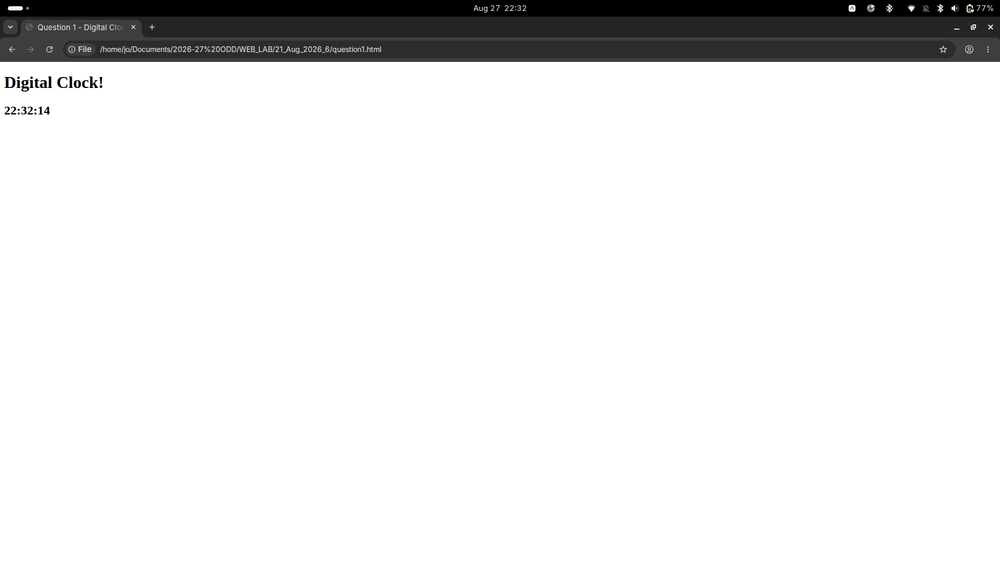 Aug 27 22:32
77%
Question 1 - Digital Cloc
File /home/jo/Documents/2026-27%20ODD/WEB_LAB/21_Aug_2026_6/question1.html
Digital Clock!
22:32:14